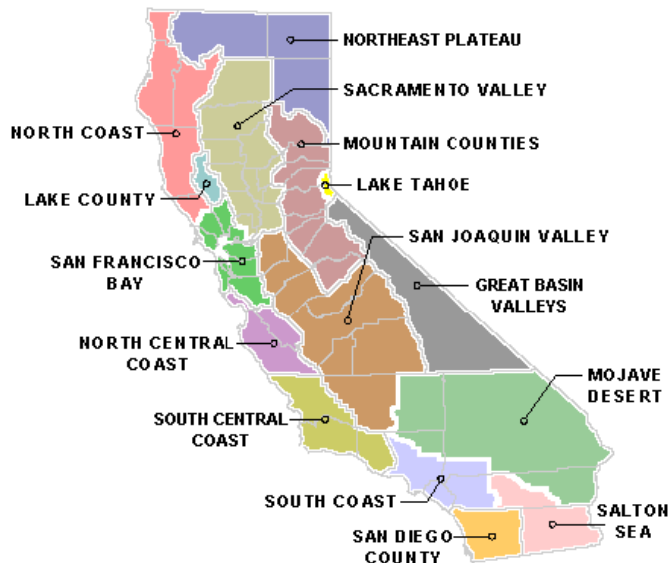 NORTHEAST PLATEAU
SACRAMENTO VALLEY
NORTH COAST
MOUNTAIN COUNTIES
LAKE TAHOE
LAKE COUNTY
SAN JOAQUIN VALLEY
SAN FRANCISCO
BAY
GREAT BASIN
VALLEYS
NORTH CENTRAL
COAST
MOJAVE
DESERT
SOUTH CENTRAL
COAST
SOUTH COAST
SALTON
SEA
SAN DIEGO
COUNTY